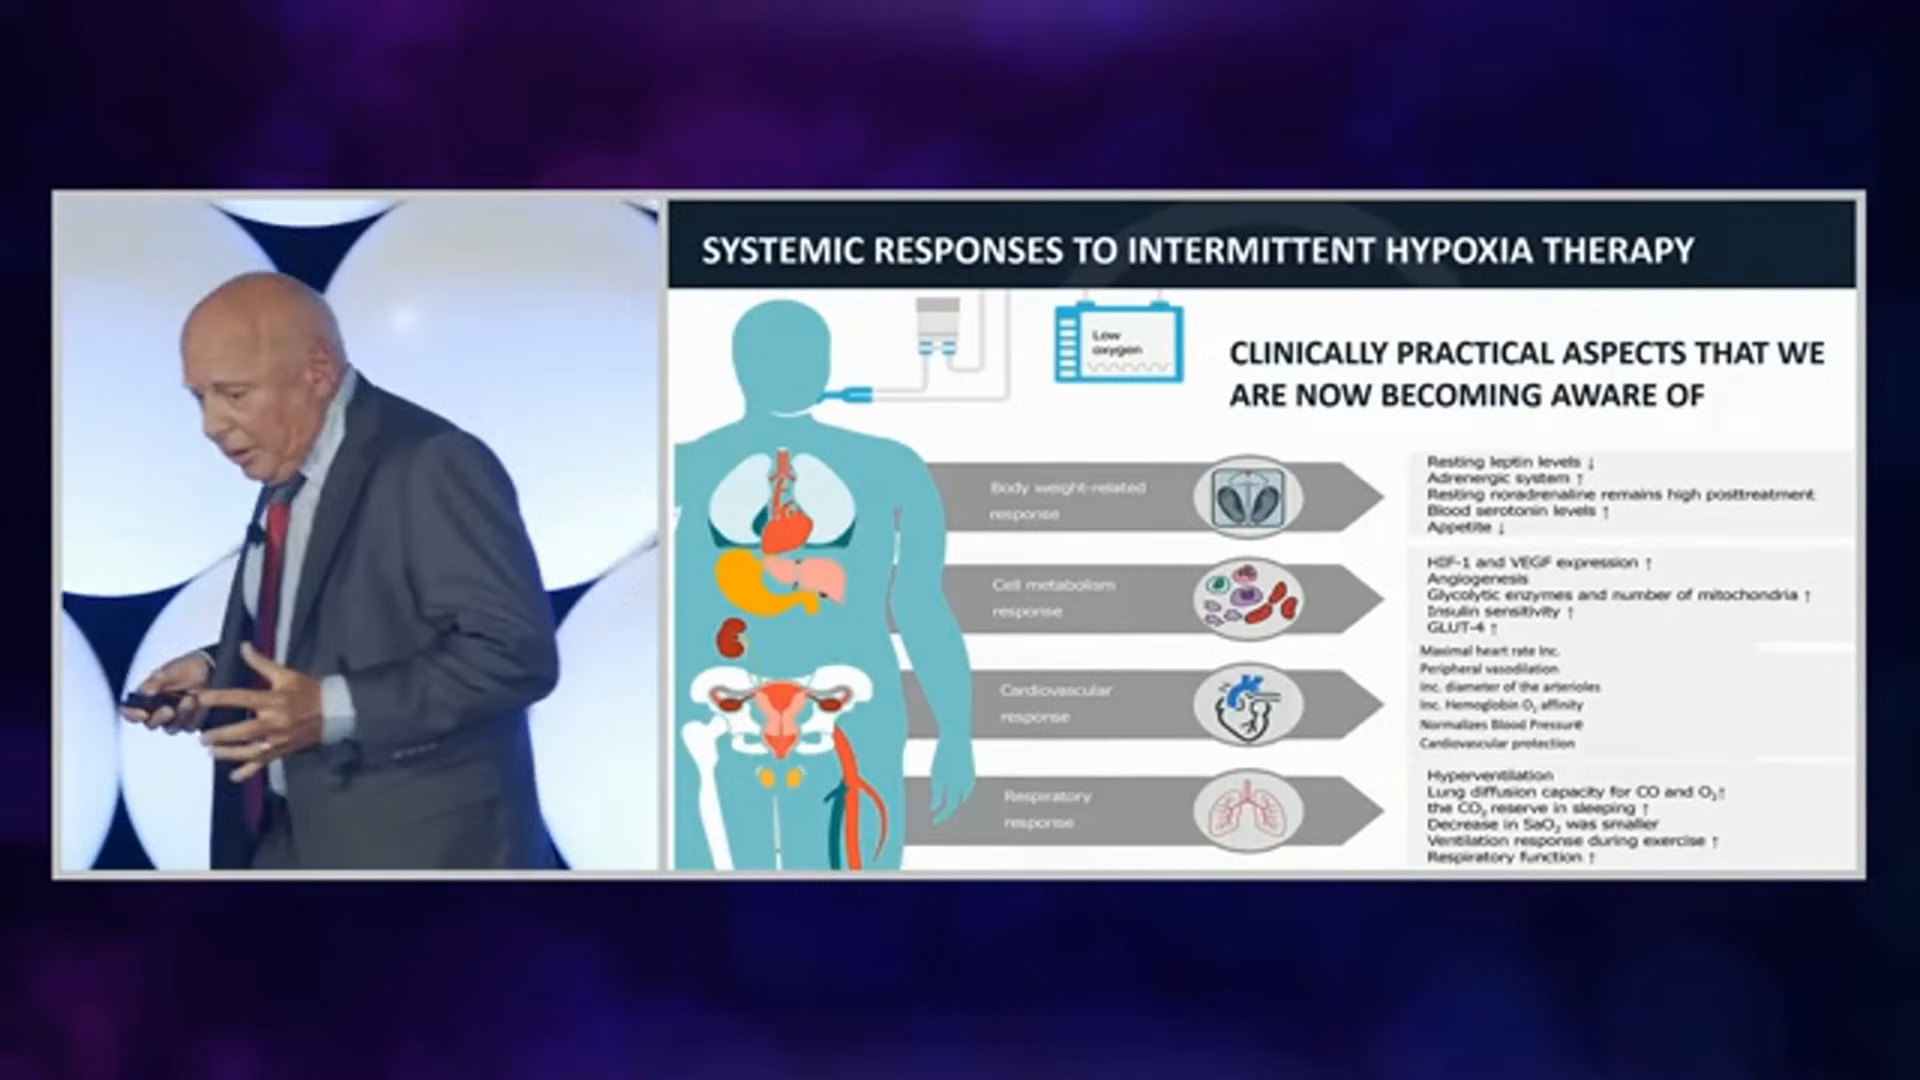 SYSTEMIC RESPONSES TO INTERMITTENT HYPOXIA THERAPY
Low
oxygen
CLINICALLY PRACTICAL ASPECTS THAT WE
ARE NOW BECOMING AWARE OF
Body weight-related
response
Resting leptin levels ↓
Adrenergic system ↑
Resting noradrenaline remains high posttreatment
Blood serotonin levels ↑
Appetite ↓
Cell metabolism
response
HIF-1 and VEGF expression ↑
Angiogenesis
Glycolytic enzymes and number of mitochondria ↑
Insulin sensitivity ↑
GLUT-4 ↑
Cardiovascular
response
Maximal heart rate Inc.
Peripheral vasodilation
Inc. diameter of the arterioles
Inc. Hemoglobin O₂ affinity
Normalizes Blood Pressure
Cardiovascular protection
Respiratory
response
Hyperventilation
Lung diffusion capacity for CO and O₂↑
the CO₂ reserve in sleeping ↑
Decrease in SaO₂ was smaller
Ventilation response during exercise ↑
Respiratory function ↑